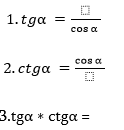 1. tgα = □/cos α
2. ctgα = cos α/□
3.tgα * ctgα =